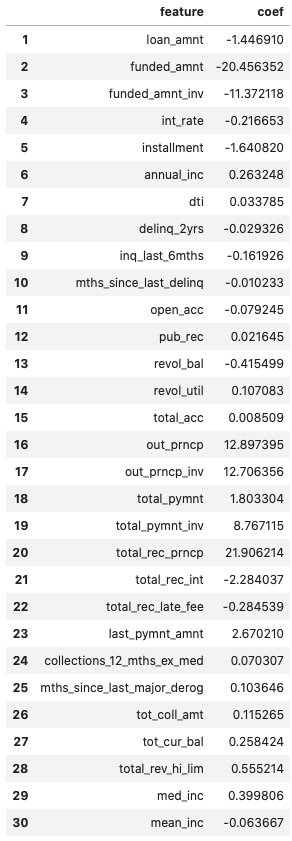 feature coef
1 loan_amnt -1.446910
2 funded_amnt -20.456352
3 funded_amnt_inv -11.372118
4 int_rate -0.216653
5 installment -1.640820
6 annual_inc 0.263248
7 dti 0.033785
8 delinq_2yrs -0.029326
9 inq_last_6mths -0.161926
10 mths_since_last_delinq -0.010233
11 open_acc -0.079245
12 pub_rec 0.021645
13 revol_bal -0.415499
14 revol_util 0.107083
15 total_acc 0.008509
16 out_prncp 12.897395
17 out_prncp_inv 12.706356
18 total_pymnt 1.803304
19 total_pymnt_inv 8.767115
20 total_rec_prncp 21.906214
21 total_rec_int -2.284037
22 total_rec_late_fee -0.284539
23 last_pymnt_amnt 2.670210
24 collections_12_mths_ex_med 0.070307
25 mths_since_last_major_derog 0.103646
26 tot_coll_amt 0.115265
27 tot_cur_bal 0.258424
28 total_rev_hi_lim 0.555214
29 med_inc 0.399806
30 mean_inc -0.063667